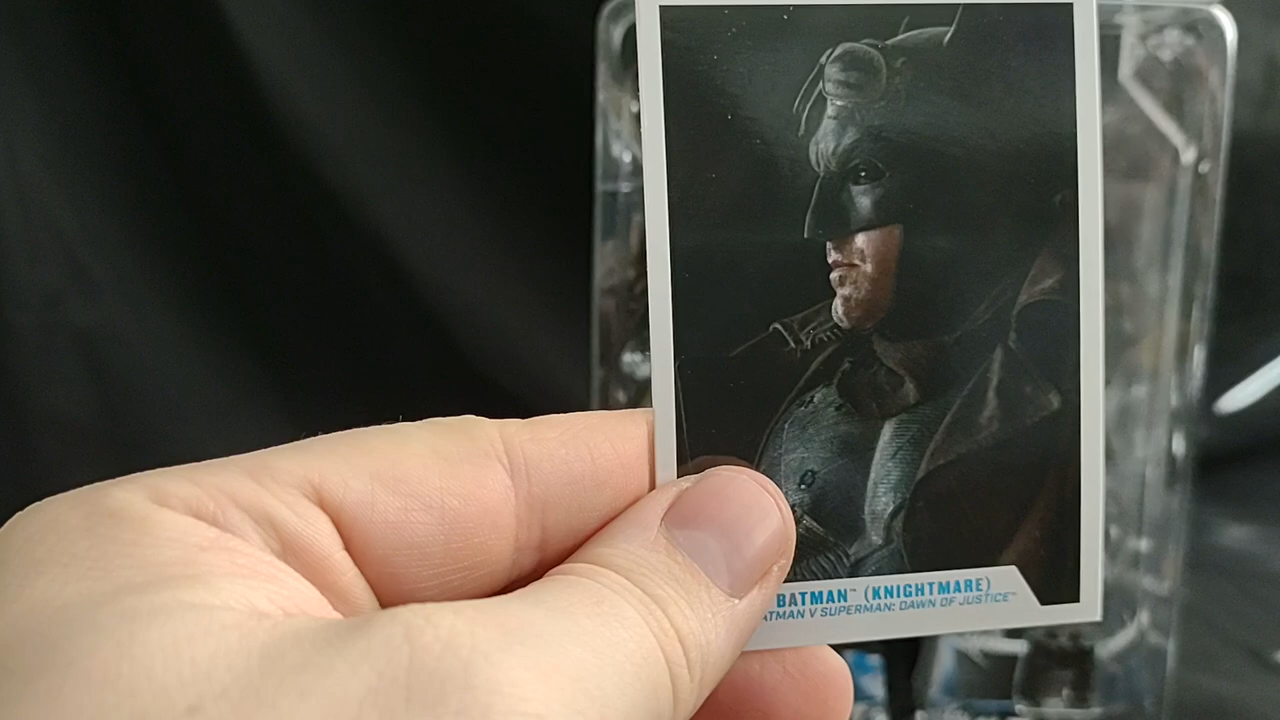 BATMAN™ (KNIGHTMARE)
ATMAN V SUPERMAN: DAWN OF JUSTICE™